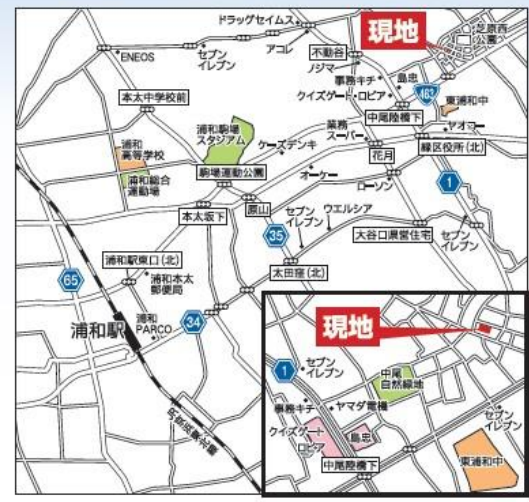 ドラッグセイムス
アコレ
セブン
イレブン
ENEOS
不動谷
ノジマ
事務キチ
島忠
クイズゲート
ロピア
現地
芝原西
公園
463
中尾陸橋下
東浦和中
ヤオマサ
緑区役所(北)
本太中学校前
浦和
高等学校
浦和総合
運動場
浦和駒場
スタジアム
駒場運動公園
ケーズデンキ
業務
スーパー
花月
オーケー
ローソン
1
原山
本太坂下
35
セブン
イレブン
ウエルシア
大谷口県営住宅
セブン
イレブン
太田窪(北)
65
浦和駅東口(北)
浦和本太
郵便局
浦和
PARCO
34
浦和駅
現地
1
セブン
イレブン
中尾
自然緑地
事務キチ
ヤマダ電機
クイズゲート
ロピア
島忠
中尾陸橋下
セブン
イレブン
東浦和中